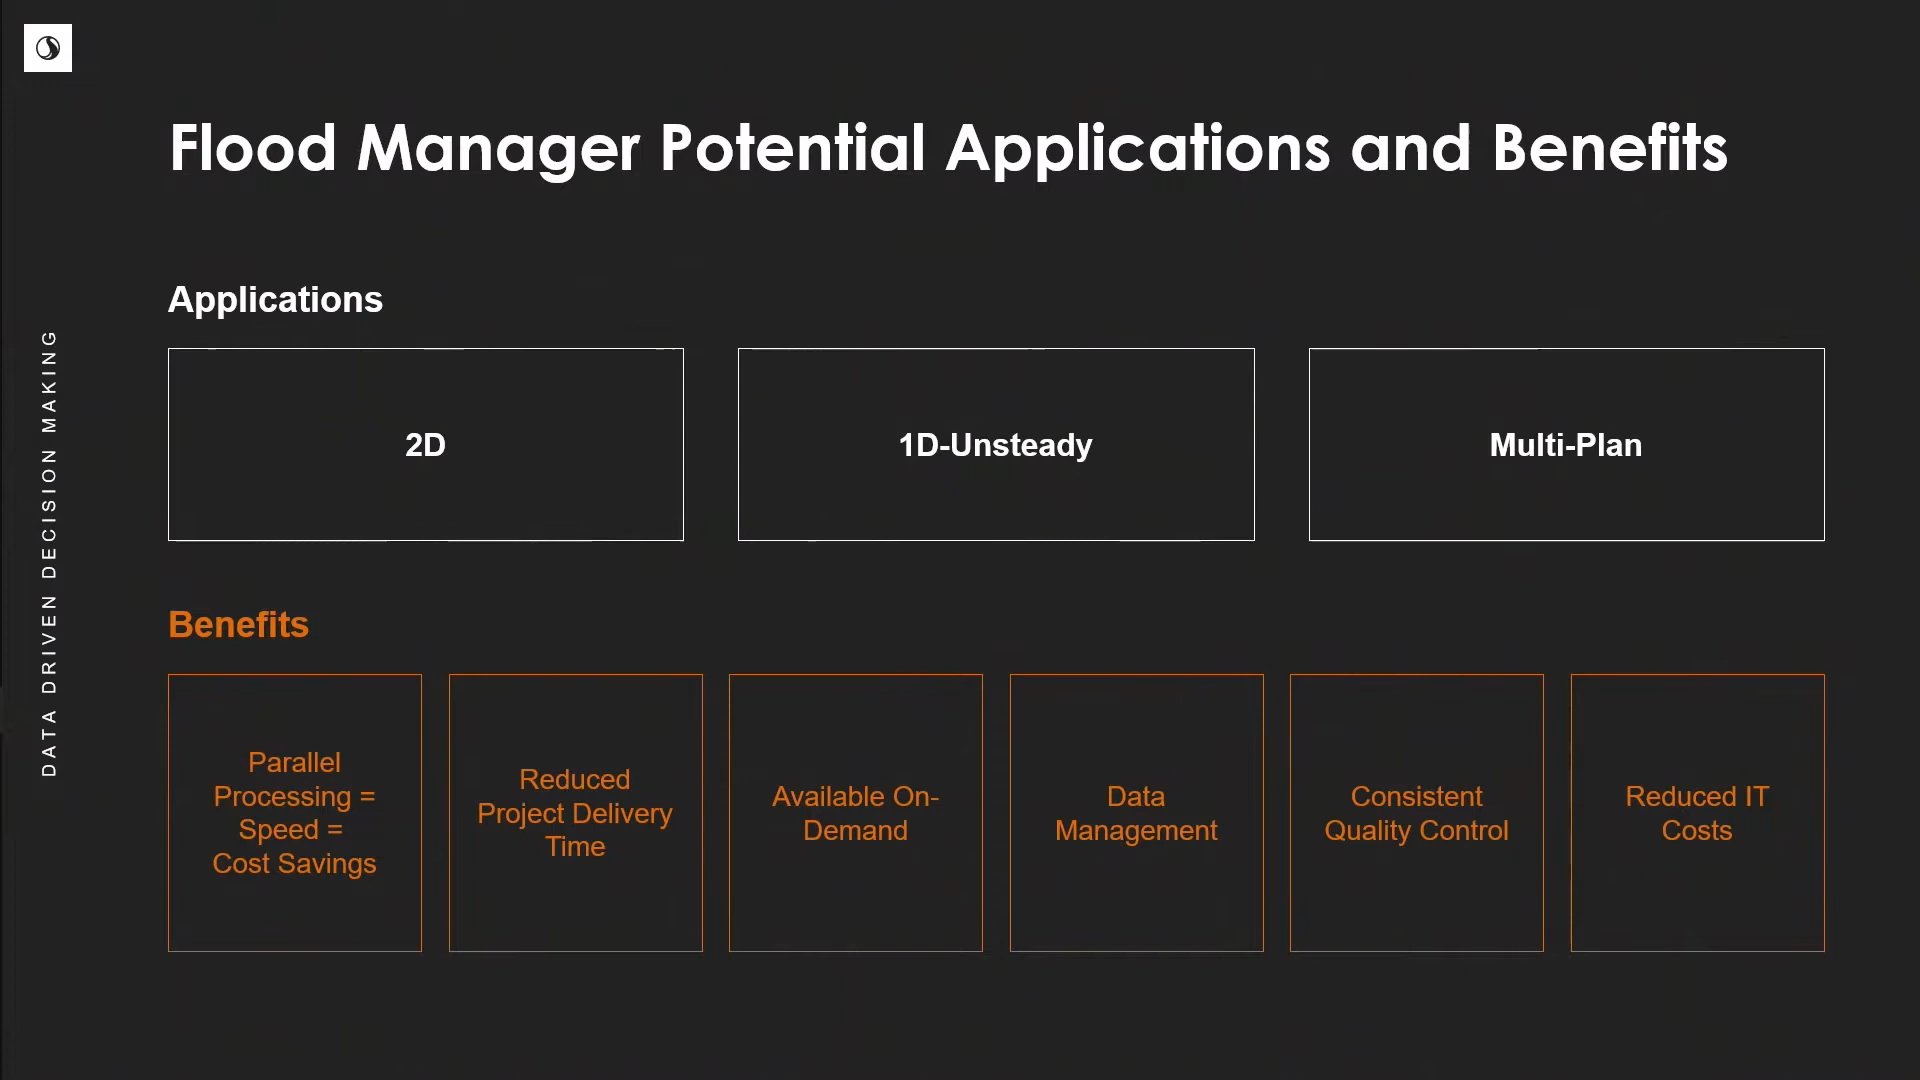 Flood Manager Potential Applications and Benefits
DATA DRIVEN DECISION MAKING
Applications
2D
1D-Unsteady
Multi-Plan
Benefits
Parallel
Processing =
Speed =
Cost Savings
Reduced
Project Delivery
Time
Available On-
Demand
Data
Management
Consistent
Quality Control
Reduced IT
Costs